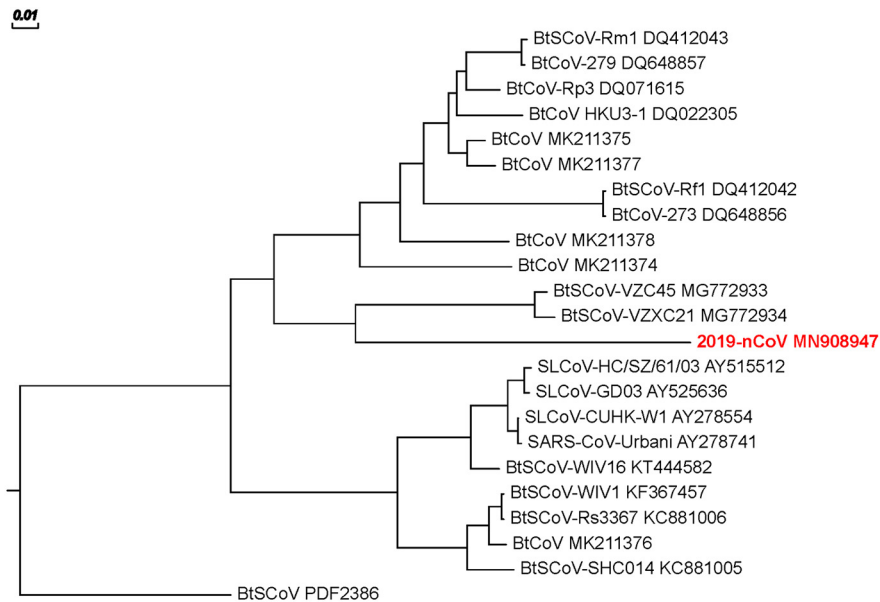 0.01
BtSCoV-Rm1 DQ412043
BtCoV-279 DQ648857
BtCoV-Rp3 DQ071615
BtCoV HKU3-1 DQ022305
BtCoV MK211375
BtCoV MK211377
BtSCoV-Rf1 DQ412042
BtCoV-273 DQ648856
BtCoV MK211378
BtCoV MK211374
BtSCoV-VZC45 MG772933
BtSCoV-VZXC21 MG772934
2019-nCoV MN908947
SLCoV-HC/SZ/61/03 AY515512
SLCoV-GD03 AY525636
SLCoV-CUHK-W1 AY278554
SARS-CoV-Urbani AY278741
BtSCoV-WIV16 KT444582
BtSCoV-WIV1 KF367457
BtSCoV-Rs3367 KC881006
BtCoV MK211376
BtSCoV-SHC014 KC881005
BtSCoV PDF2386